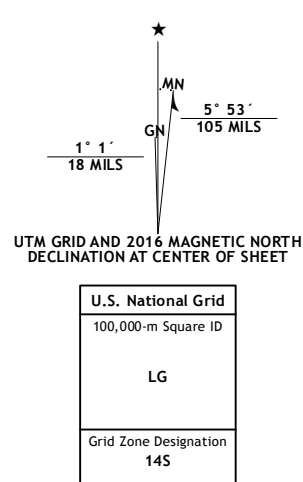 MN
5° 53´
105 MILS
GN
1° 1´
18 MILS
UTM GRID AND 2016 MAGNETIC NORTH
DECLINATION AT CENTER OF SHEET
U.S. National Grid
100,000-m Square ID
LG
Grid Zone Designation
14S